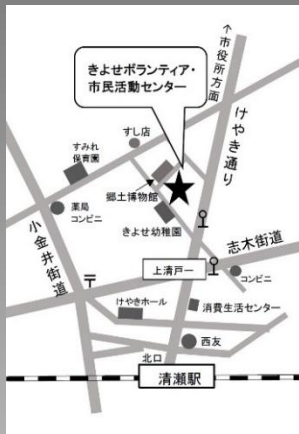 ↑市役所方面
きよせボランティア・
市民活動センター
けやき通り
すし店
すみれ
保育園
郷土博物館
薬局
コンビニ
きよせ幼稚園
小金井街道
志木街道
上清戸一
コンビニ
〒
けやきホール
消費生活センター
西友
北口
清瀬駅